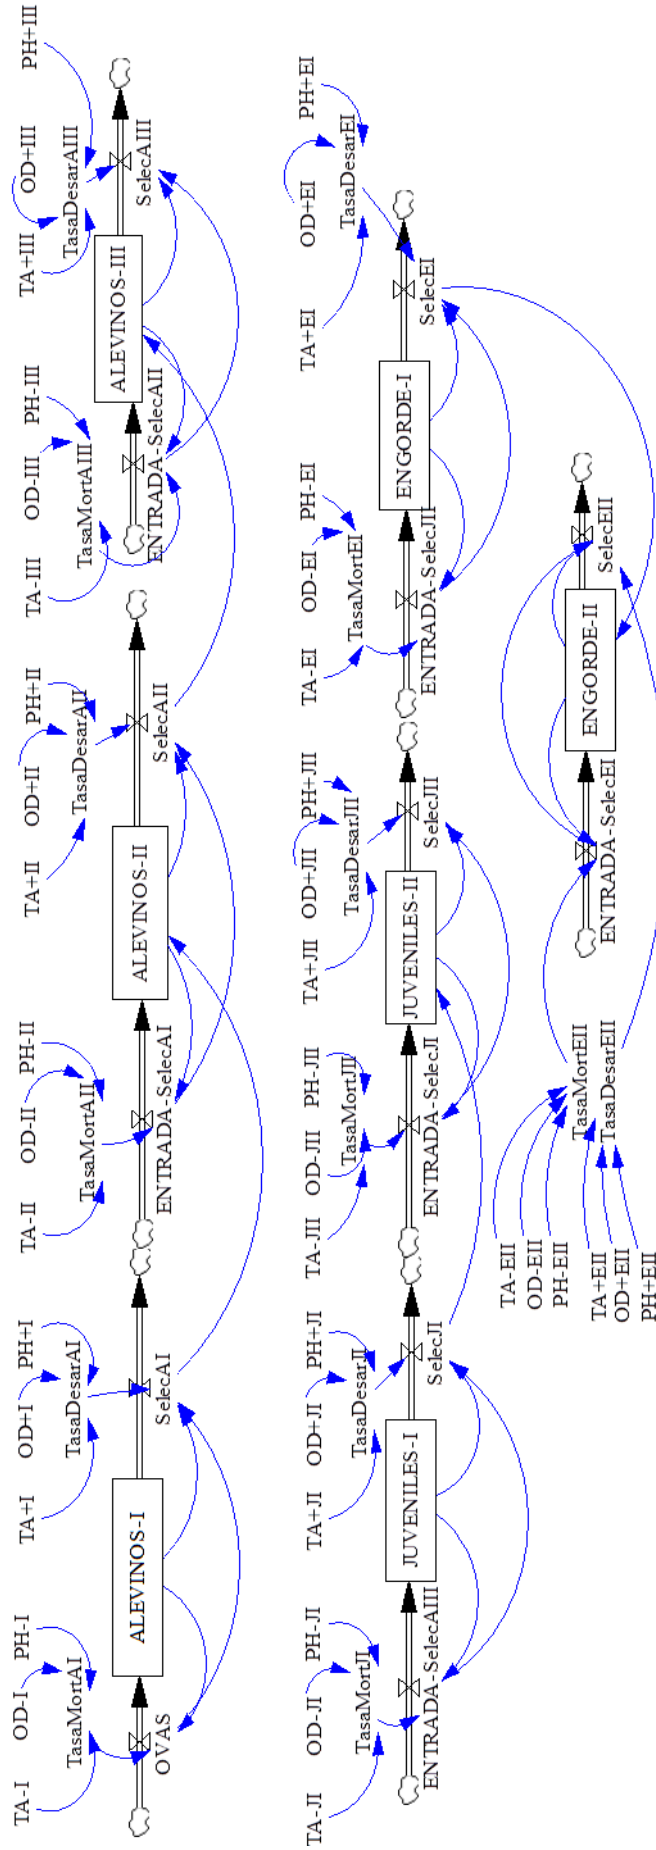 TA-I
OD-I
PH-I
TasaMortAI
OVAS
ALEVINOS-I
TA+I
OD+I
PH+I
TasaDesarAI
SelecAI
TA-II
OD-II
PH-II
TasaMortAII
ENTRADA-SelecAI
ALEVINOS-II
TA+II
OD+II
PH+II
TasaDesarAII
SelecAII
TA-III
OD-III
PH-III
TasaMortAIII
ENTRADA-SelecAII
ALEVINOS-III
TA+III
OD+III
PH+III
TasaDesarAIII
SelecAIII
TA-JI
OD-JI
PH-JI
TasaMortJI
ENTRADA-SelecAIII
JUVENILES-I
TA+JI
OD+JI
PH+JI
TasaDesarJI
SelecJI
TA-JII
OD-JII
PH-JII
TasaMortJII
ENTRADA-SelecJI
JUVENILES-II
TA+JII
OD+JII
PH+JII
TasaDesarJII
SelecJII
TA-EI
OD-EI
PH-EI
TasaMortEI
ENTRADA-SelecJII
ENGORDE-I
TA+EI
OD+EI
PH+EI
TasaDesarEI
SelecEI
TA-EII
OD-EII
PH-EII
TA+EII
OD+EII
PH+EII
TasaMortEII
TasaDesarEII
ENTRADA-SelecEI
ENGORDE-II
SelecEII